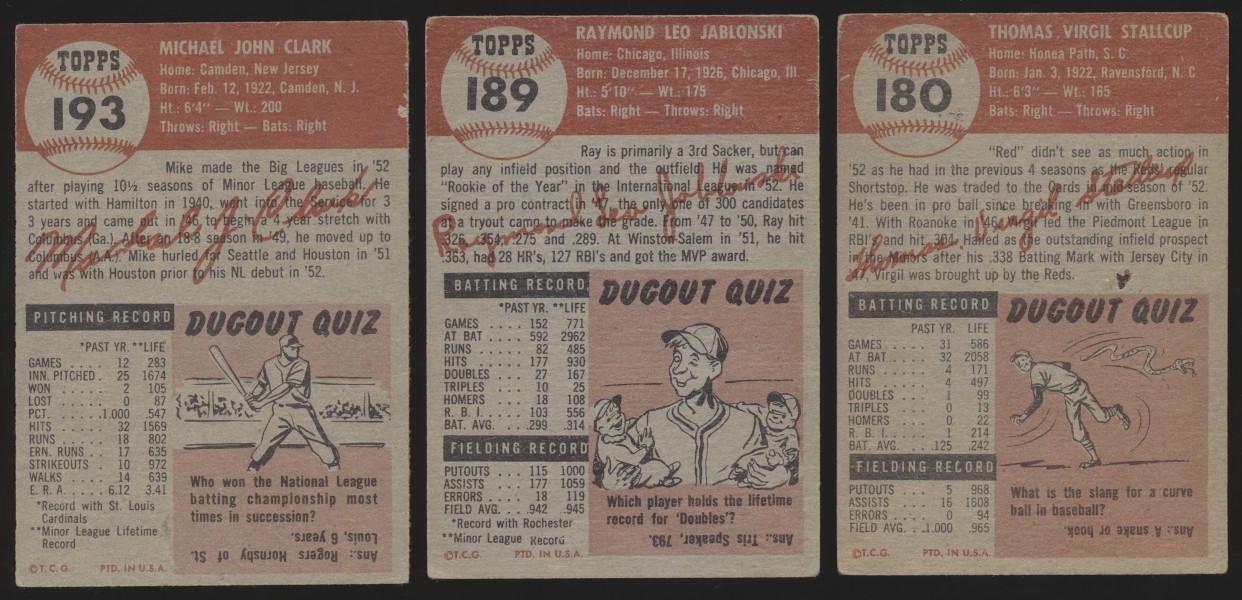 TOPPS
193
MICHAEL JOHN CLARK
Home: Camden, New Jersey
Born: Feb. 12, 1922, Camden, N. J.
Ht.: 6'4" — Wt.: 200
Throws: Right — Bats: Right
Mike made the Big Leagues in '52
after playing 10½ seasons of Minor League baseball. He
started with Hamilton in 1940, went into the Service for
3 years and came out in '46 to begin a 4 year stretch with
Columbus (Ga.). After an 18-8 season in '49, he moved up to
Columbus (A.A.). Mike hurled for Seattle and Houston in '51
and was with Houston prior to his NL debut in '52.
Michael J Clark
PITCHING RECORD
*PAST YR. **LIFE
GAMES 12 283
INN. PITCHED 25 1674
WON 2 105
LOST 0 87
PCT. 1.000 .547
HITS 32 1569
RUNS 18 802
ERN. RUNS 17 635
STRIKEOUTS 10 972
WALKS 14 639
E. R. A. 6.12 3.41
*Record with St. Louis
Cardinals
**Minor League Lifetime
Record
©T.C.G. PTD. IN U.S.A.
DUGOUT QUIZ
Who won the National League
batting championship most
times in succession?
Ans.: Rogers Hornsby of St.
Louis, 6 years.
TOPPS
189
RAYMOND LEO JABLONSKI
Home: Chicago, Illinois
Born: December 17, 1926, Chicago, Ill
Ht.: 5'10" — Wt.: 175
Bats: Right — Throws: Right
Ray is primarily a 3rd Sacker, but can
play any infield position and the outfield. He was named
"Rookie of the Year" in the International League in '52. He
signed a pro contract in '47, the only one of 300 candidates
at a tryout camp to make the grade. From '47 to '50, Ray hit
.326, .354, .275 and .289. At Winston-Salem in '51, he hit
.363, had 28 HR's, 127 RBI's and got the MVP award.
Raymond Leo Jablonski
BATTING RECORD
*PAST YR. **LIFE
GAMES 152 771
AT BAT 592 2962
RUNS 82 485
HITS 177 930
DOUBLES 27 167
TRIPLES 10 25
HOMERS 18 108
R. B. I. 103 556
BAT. AVG. .299 .314
FIELDING RECORD
PUTOUTS 115 1000
ASSISTS 177 1059
ERRORS 18 119
FIELD AVG. .942 .945
*Record with Rochester
**Minor League Record
©T.C.G. PTD. IN U.S.A.
DUGOUT QUIZ
Which player holds the lifetime
record for 'Doubles'?
Ans.: Tris Speaker, 793.
TOPPS
180
THOMAS VIRGIL STALLCUP
Home: Honea Path, S. C.
Born: Jan. 3, 1922, Ravensford, N. C
Ht.: 6'3" — Wt.: 185
Bats: Right — Throws: Right
"Red" didn't see as much action in
'52 as he had in the previous 4 seasons as the Reds' regular
Shortstop. He was traded to the Cards in mid season of '52.
He's been in pro ball since breaking in with Greensboro in
'41. With Roanoke in Virgil led the Piedmont League in
RBI's and hit .304. Hailed as the outstanding infield prospect
in the Minors after his .338 Batting Mark with Jersey City in
'47, Virgil was brought up by the Reds.
Thomas Virgil Stallcup
BATTING RECORD
PAST YR. LIFE
GAMES 31 586
AT BAT 32 2058
RUNS 4 171
HITS 4 497
DOUBLES 1 99
TRIPLES 0 13
HOMERS 0 22
R. B. I. 1 214
BAT. AVG. .125 .242
FIELDING RECORD
PUTOUTS 5 968
ASSISTS 16 1608
ERRORS 0 94
FIELD AVG. 1.000 .965
©T.C.G. PTD. IN U.S.A.
DUGOUT QUIZ
What is the slang for a curve
ball in baseball?
Ans.: A snake or hook.